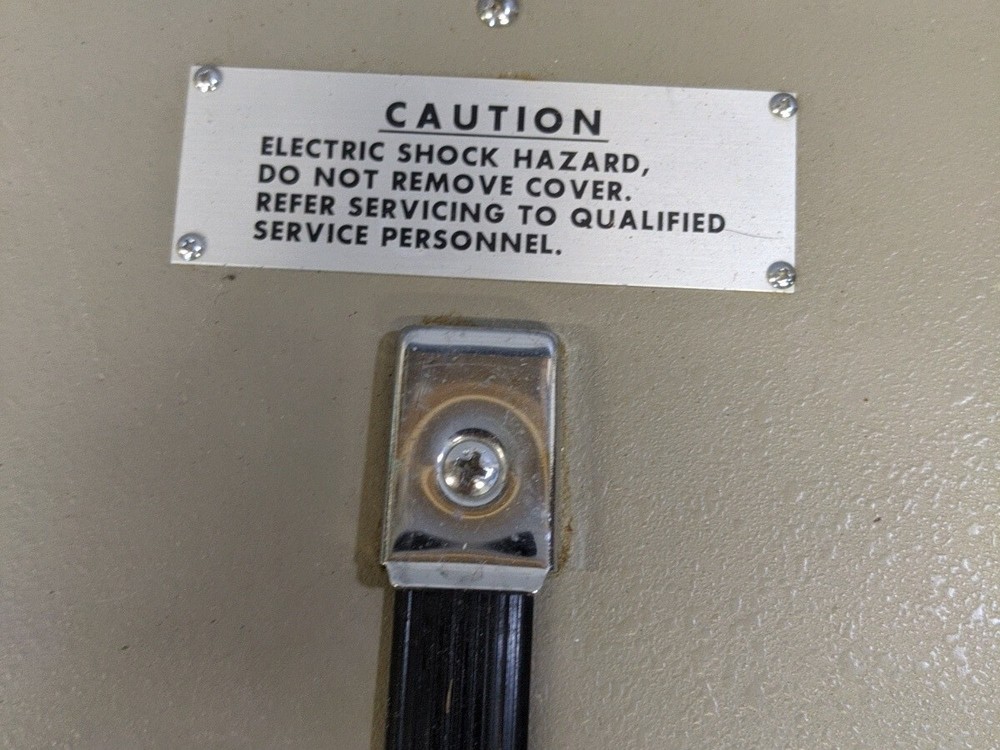 CAUTION
ELECTRIC SHOCK HAZARD,
DO NOT REMOVE COVER.
REFER SERVICING TO QUALIFIED
SERVICE PERSONNEL.